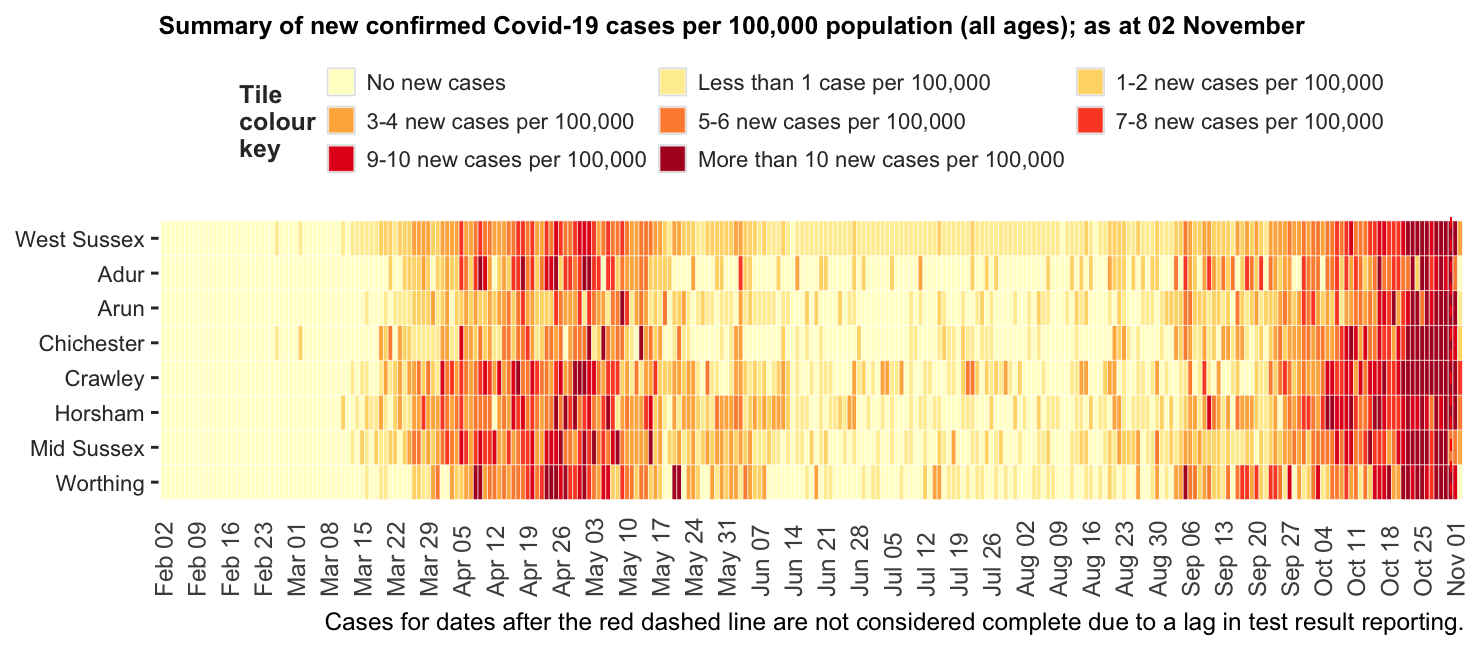 Summary of new confirmed Covid-19 cases per 100,000 population (all ages); as at 02 November
Tile
colour
key
No new cases
Less than 1 case per 100,000
1-2 new cases per 100,000
3-4 new cases per 100,000
5-6 new cases per 100,000
7-8 new cases per 100,000
9-10 new cases per 100,000
More than 10 new cases per 100,000
West Sussex
Adur
Arun
Chichester
Crawley
Horsham
Mid Sussex
Worthing
Feb 02
Feb 09
Feb 16
Feb 23
Mar 01
Mar 08
Mar 15
Mar 22
Mar 29
Apr 05
Apr 12
Apr 19
Apr 26
May 03
May 10
May 17
May 24
May 31
Jun 07
Jun 14
Jun 21
Jun 28
Jul 05
Jul 12
Jul 19
Jul 26
Aug 02
Aug 09
Aug 16
Aug 23
Aug 30
Sep 06
Sep 13
Sep 20
Sep 27
Oct 04
Oct 11
Oct 18
Oct 25
Nov 01
Cases for dates after the red dashed line are not considered complete due to a lag in test result reporting.